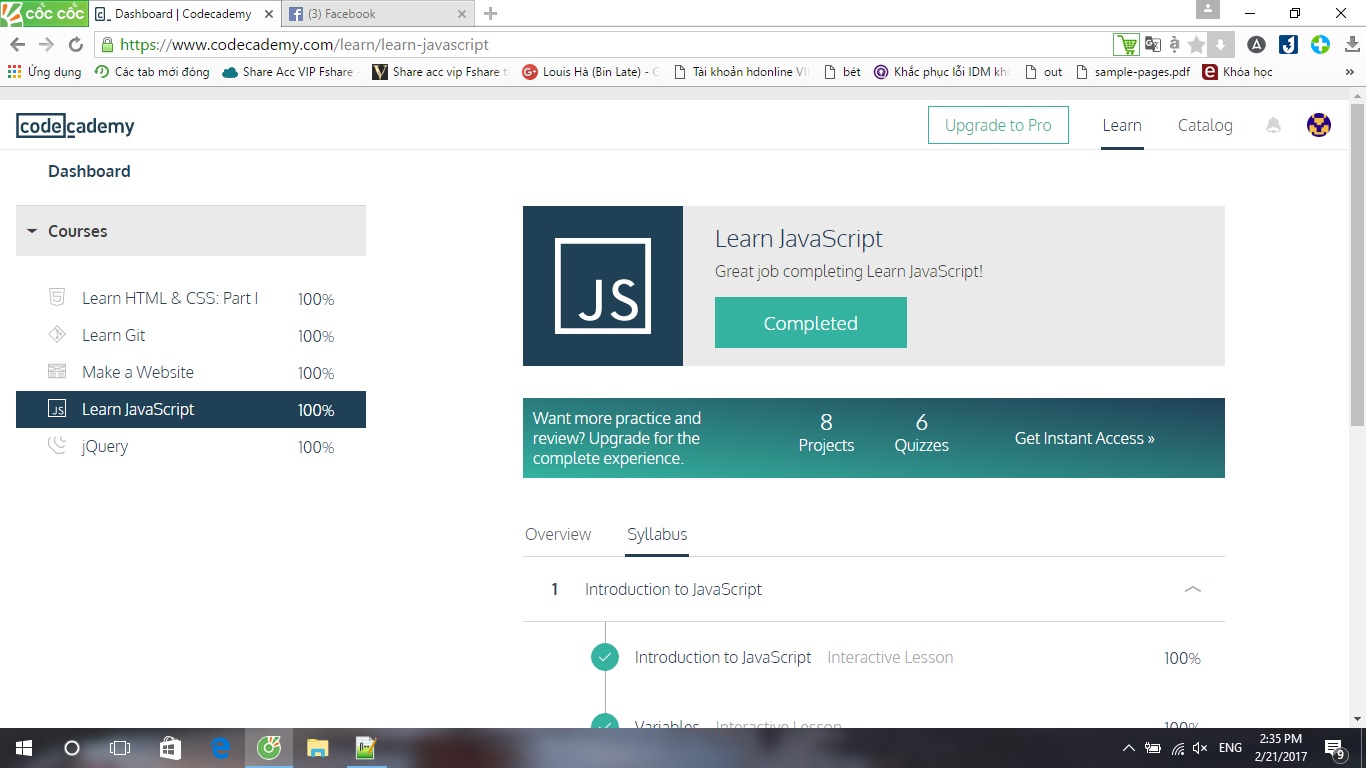 cốc cốc
Dashboard | Codecademy
(3) Facebook
https://www.codecademy.com/learn/learn-javascript
Ứng dụng
Các tab mới đóng
Share Acc VIP Fshare
Share acc vip Fshare
Louis Hà (Bin Late) -
Tài khoản hdonline VI
bét
Khắc phục lỗi IDM
out
sample-pages.pdf
Khóa học
»
codecademy
Upgrade to Pro
Learn
Catalog
Dashboard
Courses
Learn HTML & CSS: Part I 100%
Learn Git 100%
Make a Website 100%
JS Learn JavaScript 100%
jQuery 100%
JS
Learn JavaScript
Great job completing Learn JavaScript!
Completed
Want more practice and
review? Upgrade for the
complete experience.
8
Projects
6
Quizzes
Get Instant Access »
Overview
Syllabus
1 Introduction to JavaScript
Introduction to JavaScript Interactive Lesson 100%
Variables Interactive Lesson 100%
ENG
2:35 PM
2/21/2017
9